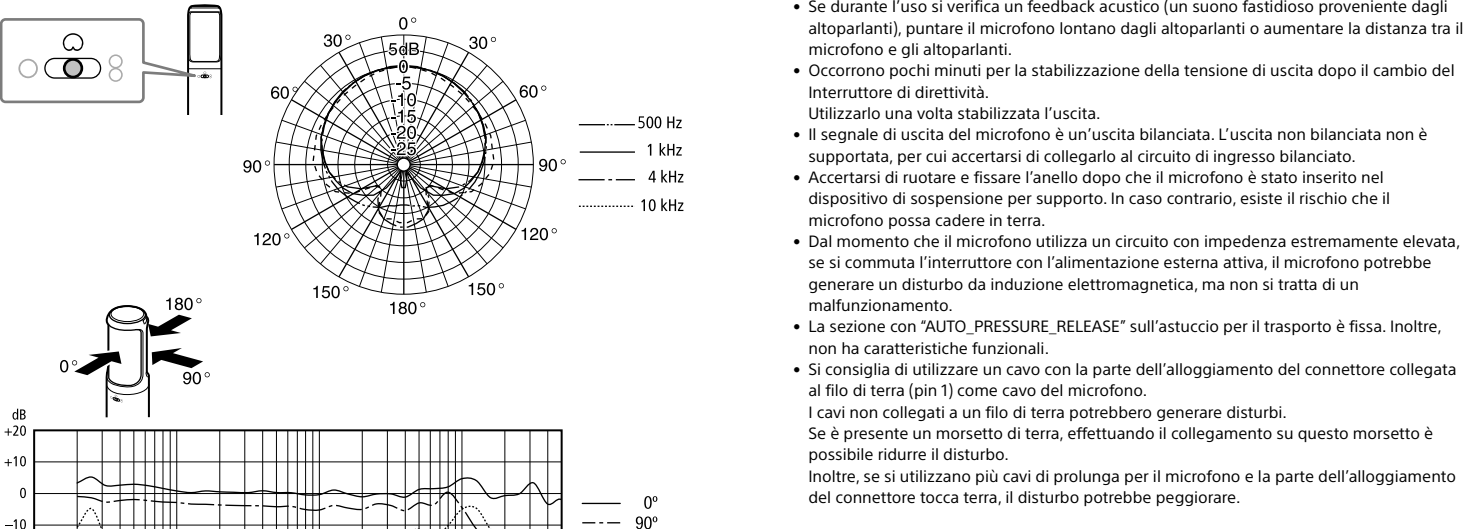 0°
30°
30°
5dB
0
60°
60°
-5
-10
-15
-20
-25
90°
90°
500 Hz
1 kHz
4 kHz
10 kHz
120°
120°
150°
150°
180°
180°
0°
90°
dB
+20
+10
0
−10
0º
90º
• Se durante l'uso si verifica un feedback acustico (un suono fastidioso proveniente dagli
altoparlanti), puntare il microfono lontano dagli altoparlanti o aumentare la distanza tra il
microfono e gli altoparlanti.
• Occorrono pochi minuti per la stabilizzazione della tensione di uscita dopo il cambio del
Interruttore di direttività.
Utilizzarlo una volta stabilizzata l'uscita.
• Il segnale di uscita del microfono è un'uscita bilanciata. L'uscita non bilanciata non è
supportata, per cui accertarsi di collegarlo al circuito di ingresso bilanciato.
• Accertarsi di ruotare e fissare l'anello dopo che il microfono è stato inserito nel
dispositivo di sospensione per supporto. In caso contrario, esiste il rischio che il
microfono possa cadere in terra.
• Dal momento che il microfono utilizza un circuito con impedenza estremamente elevata,
se si commuta l'interruttore con l'alimentazione esterna attiva, il microfono potrebbe
generare un disturbo da induzione elettromagnetica, ma non si tratta di un
malfunzionamento.
• La sezione con "AUTO_PRESSURE_RELEASE" sull'astuccio per il trasporto è fissa. Inoltre,
non ha caratteristiche funzionali.
• Si consiglia di utilizzare un cavo con la parte dell'alloggiamento del connettore collegata
al filo di terra (pin 1) come cavo del microfono.
I cavi non collegati a un filo di terra potrebbero generare disturbi.
Se è presente un morsetto di terra, effettuando il collegamento su questo morsetto è
possibile ridurre il disturbo.
Inoltre, se si utilizzano più cavi di prolunga per il microfono e la parte dell'alloggiamento
del connettore tocca terra, il disturbo potrebbe peggiorare.